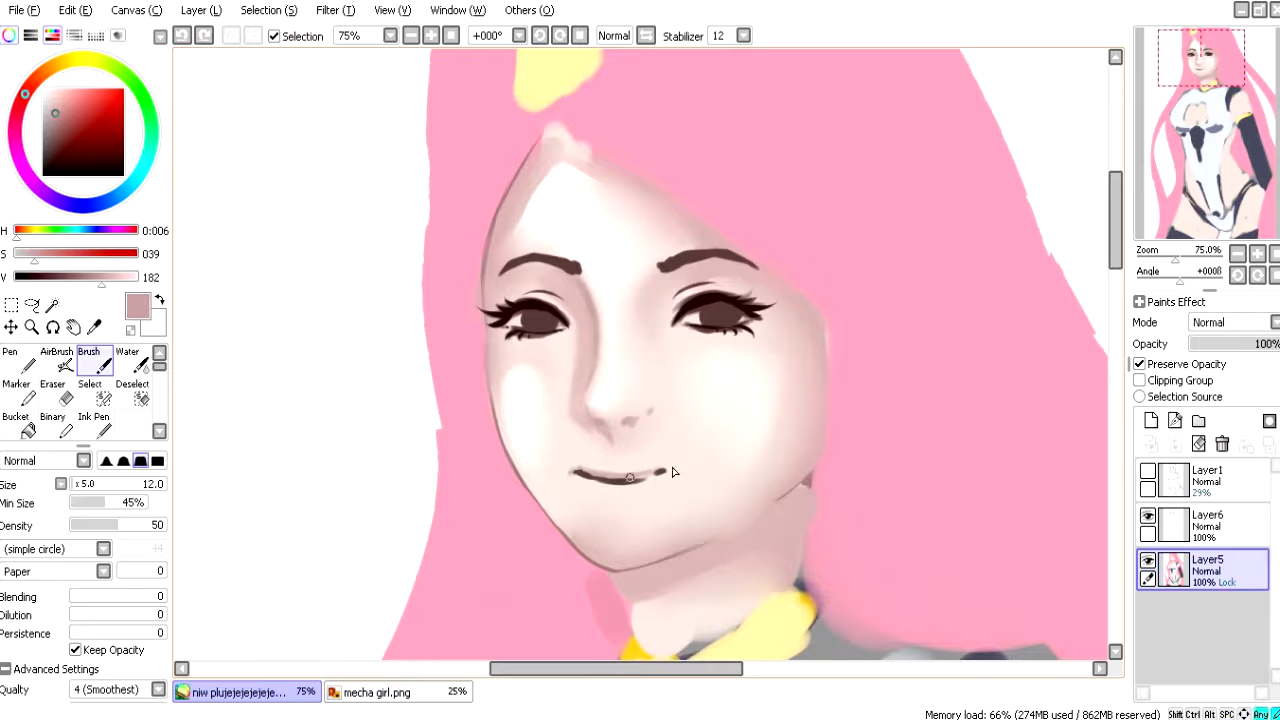 File (F) Edit (E) Canvas (C) Layer (L) Selection (S) Filter (T) View (V) Window (W) Others (O)
Selection 75% +000° Normal Stabilizer 12
H 0:006
S 039
V 182
Pen AirBrush Brush Water
Marker Eraser Select Deselect
Bucket Binary Ink Pen
Normal
Size x 5.0 12.0
Min Size 45%
Density 50
(simple circle)
Paper 0
Blending 0
Dilution 0
Persistence 0
Keep Opacity
Advanced Settings
Qualty 4 (Smoothest)
Zoom 75.0%
Angle +000ß
Paints Effect
Mode Normal
Opacity 100%
Preserve Opacity
Clipping Group
Selection Source
Layer1
Normal
29%
Layer6
Normal
100%
Layer5
Normal
100% Lock
niw plujejejejejeje... 75% mecha girl.png 25%
Memory load: 66% (274MB used / 862MB reserved) Shift Ctrl Alt SPC Any